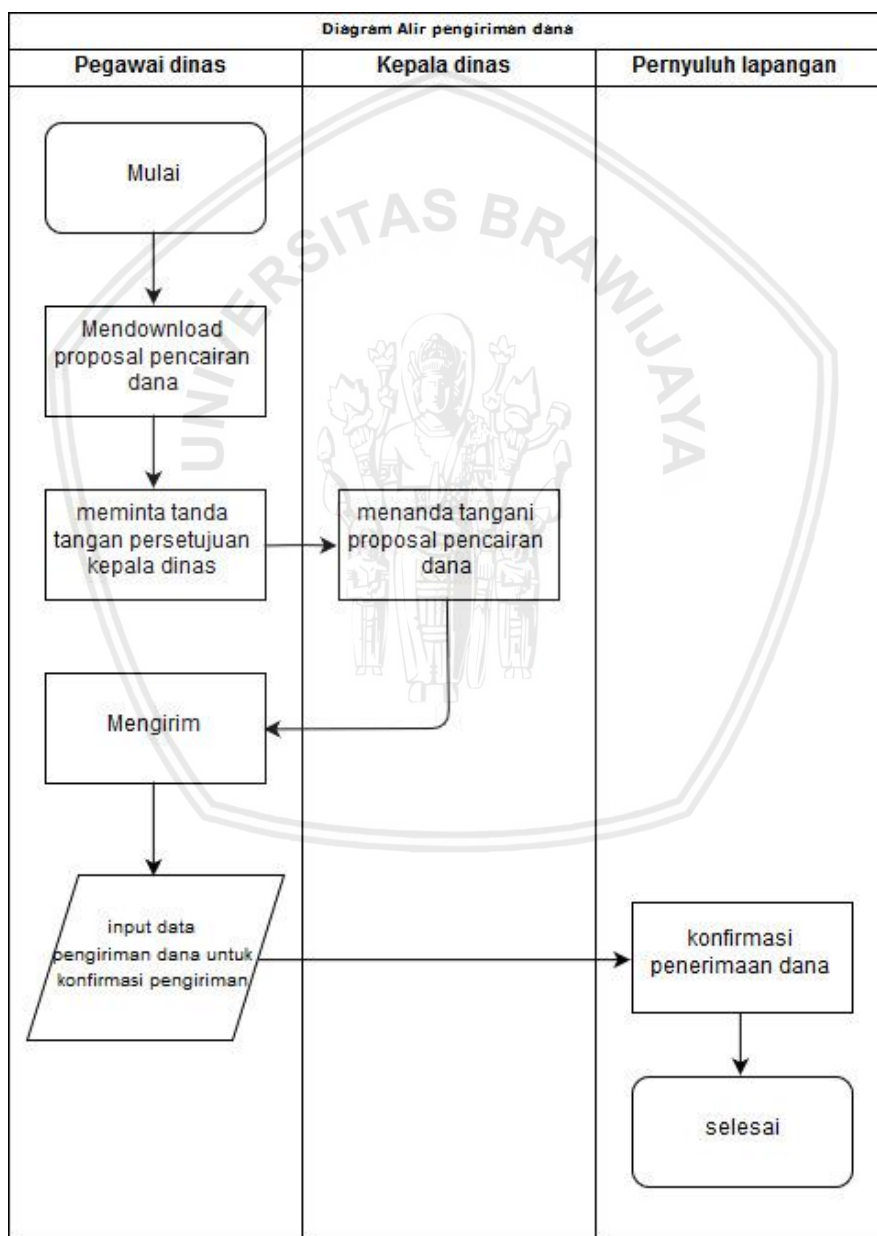 Diagram Alir pengiriman dana
Pegawai dinas
Kepala dinas
Pernyuluh lapangan
Mulai
UNIVERSITAS BRAWIJAYA
Mendownload
proposal pencairan
dana
meminta tanda
tangan persetujuan
kepala dinas
menanda tangani
proposal pencairan
dana
Mengirim
input data
pengiriman dana untuk
konfirmasi pengiriman
konfirmasi
penerimaan dana
selesai